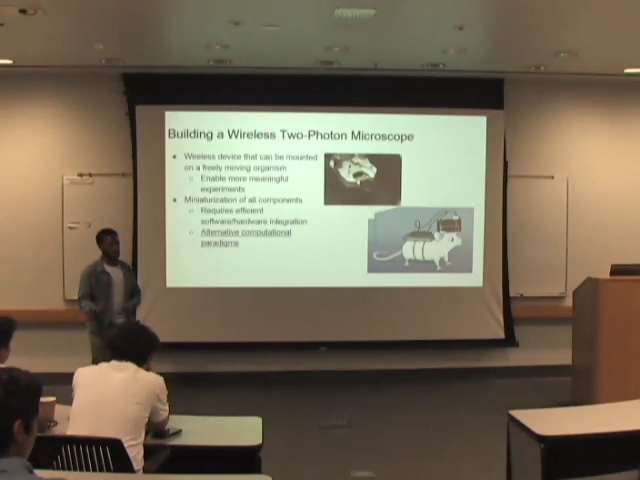 Building a Wireless Two-Photon Microscope
Wireless device that can be mounted
on a freely moving organism
Enable more meaningful
experiments
Miniaturization of all components
Requires efficient
software/hardware integration
Alternative computational
paradigms